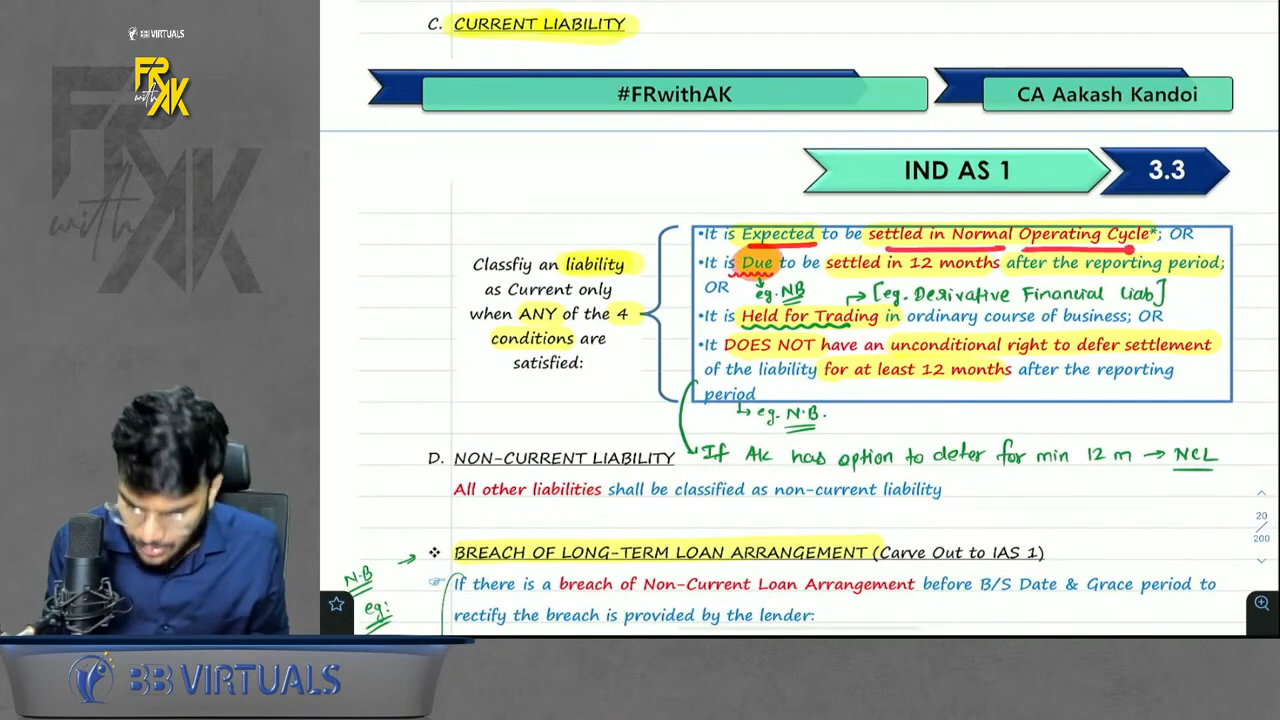 C. CURRENT LIABILITY
BB VIRTUALS
FR
with
AK
#FRwithAK
CA Aakash Kandoi
IND AS 1
3.3
Classfiy an liability
as Current only
when ANY of the 4
conditions are
satisfied:
•It is Expected to be settled in Normal Operating Cycle*; OR
•It is Due to be settled in 12 months after the reporting period;
OR
eg. NB
[eg. Derivative Financial Liab]
•It is Held for Trading in ordinary course of business; OR
•It DOES NOT have an unconditional right to defer settlement
of the liability for at least 12 months after the reporting
period
eg. N.B.
If AK has option to defer for min 12 m → NCL
D. NON-CURRENT LIABILITY
All other liabilities shall be classified as non-current liability
❖ BREACH OF LONG-TERM LOAN ARRANGEMENT (Carve Out to IAS 1)
N.B
eg:
If there is a breach of Non-Current Loan Arrangement before B/S Date & Grace period to
rectify the breach is provided by the lender:
20
200
BB VIRTUALS